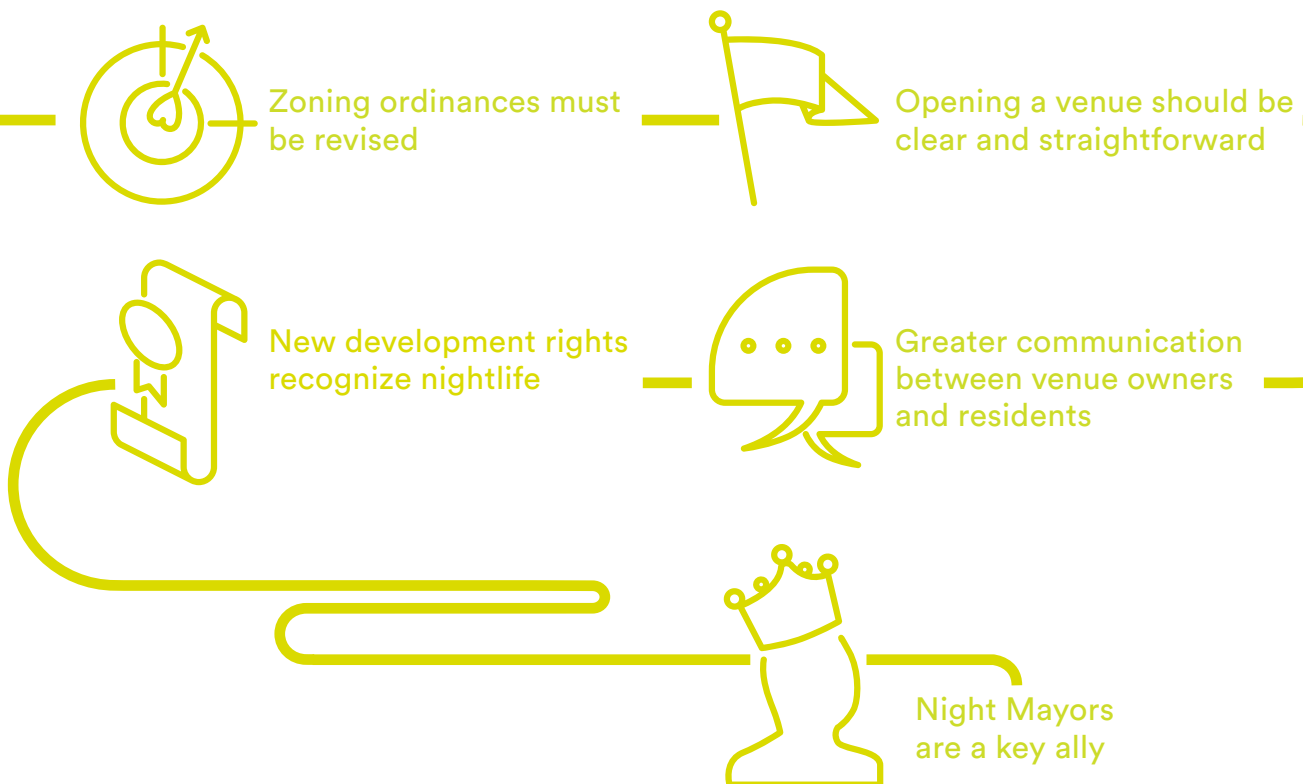 Zoning ordinances must
be revised
Opening a venue should be
clear and straightforward
New development rights
recognize nightlife
Greater communication
between venue owners
and residents
Night Mayors
are a key ally